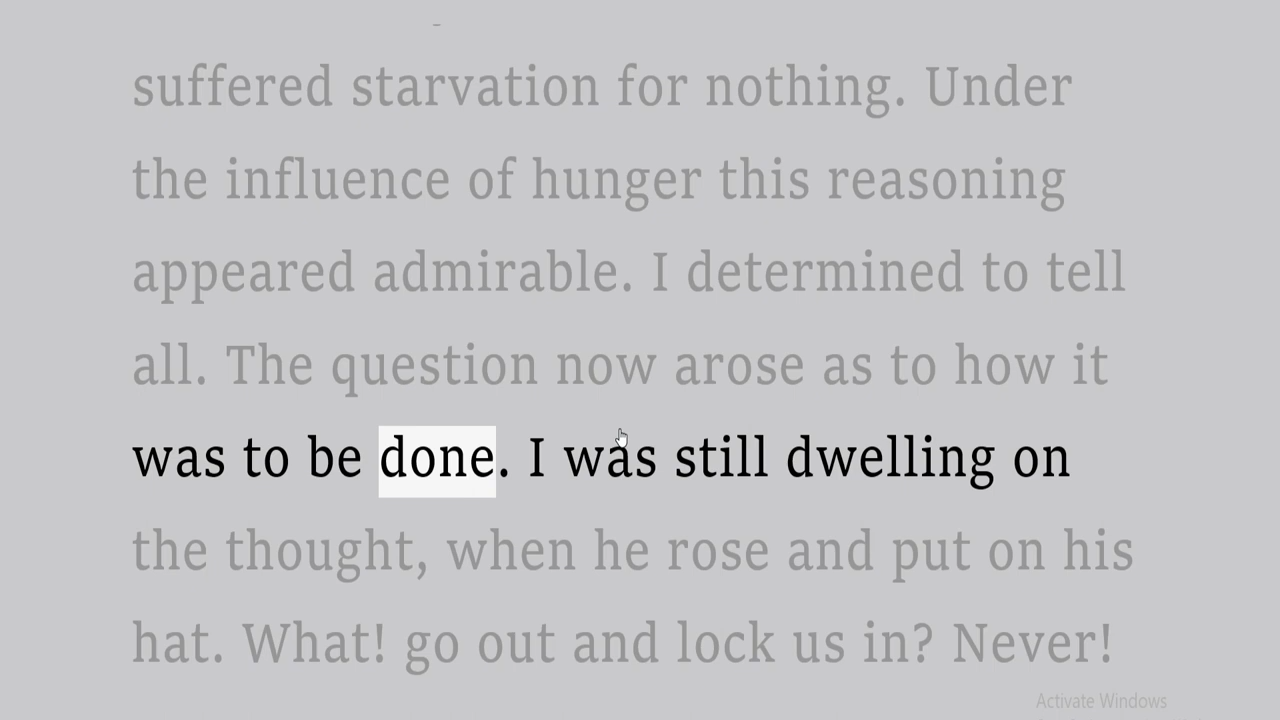 suffered starvation for nothing. Under
the influence of hunger this reasoning
appeared admirable. I determined to tell
all. The question now arose as to how it
was to be done. I was still dwelling on
the thought, when he rose and put on his
hat. What! go out and lock us in? Never!
Activate Windows